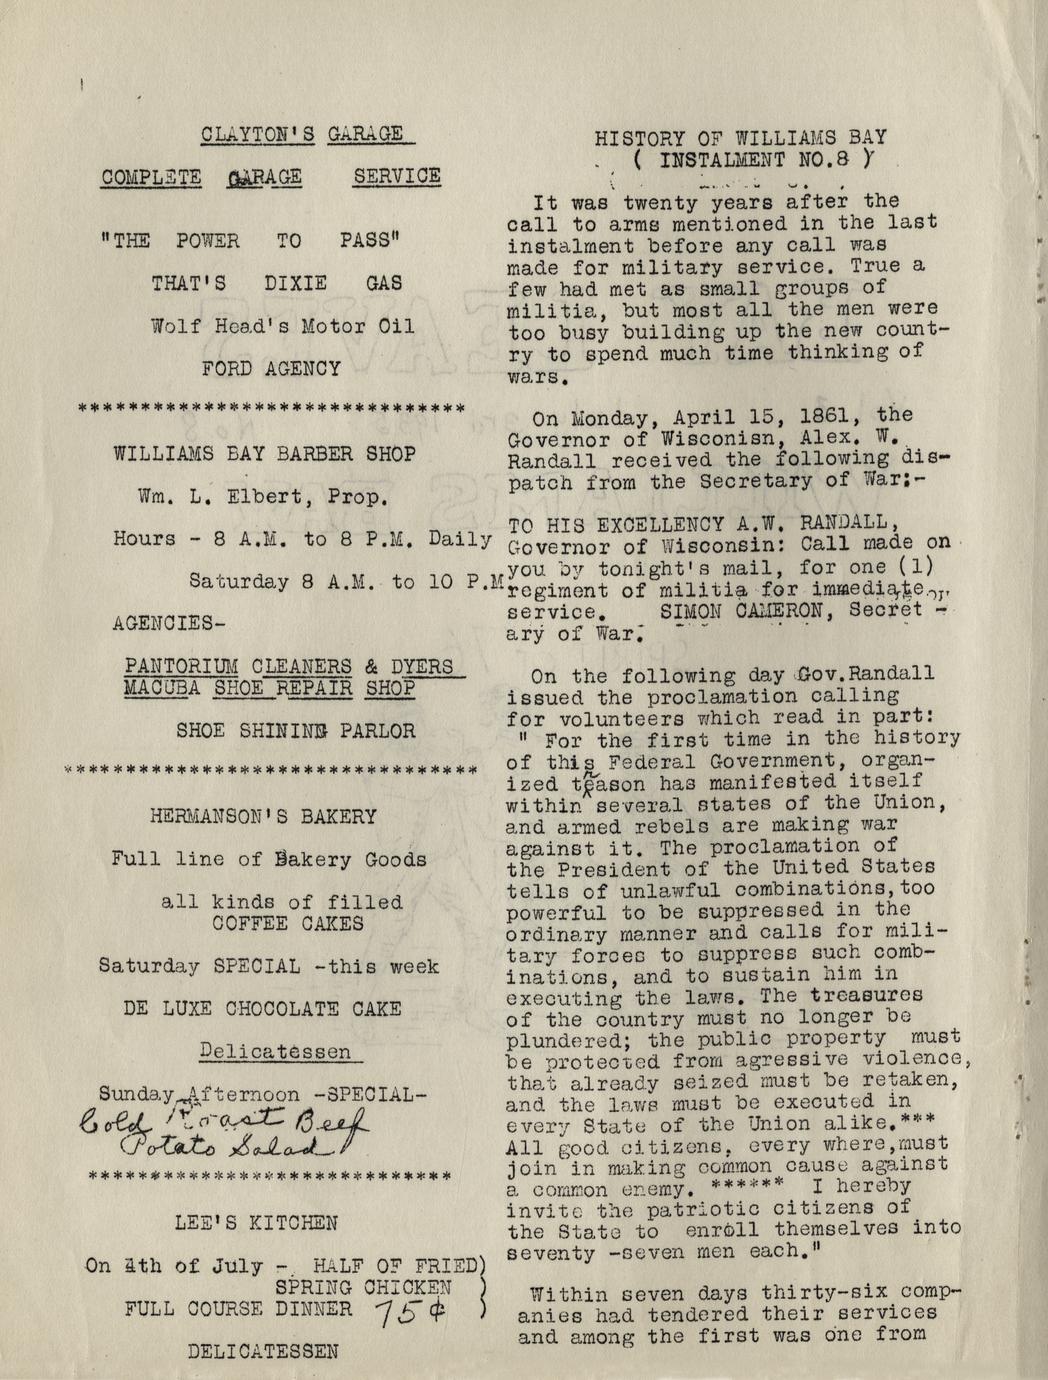 CLAYTON'S GARAGE
COMPLETE GARAGE SERVICE
"THE POWER TO PASS"
THAT'S DIXIE GAS
Wolf Head's Motor Oil
FORD AGENCY
*******************************
WILLIAMS BAY BARBER SHOP
Wm. L. Elbert, Prop.
Hours - 8 A.M. to 8 P.M. Daily
Saturday 8 A.M. to 10 P.M.
AGENCIES-
PANTORIUM CLEANERS & DYERS
MACUBA SHOE REPAIR SHOP
SHOE SHINING PARLOR
*********************************
HERMANSON'S BAKERY
Full line of Bakery Goods
all kinds of filled
COFFEE CAKES
Saturday SPECIAL -this week
DE LUXE CHOCOLATE CAKE
Delicatessen
Sunday Afternoon -SPECIAL-
Cold Roast Beef
Potato Salad
*****************************
LEE'S KITCHEN
On 4th of July - HALF OF FRIED)
SPRING CHICKEN )
FULL COURSE DINNER 75¢ )
DELICATESSEN
HISTORY OF WILLIAMS BAY
( INSTALMENT NO.8 )
It was twenty years after the
call to arms mentioned in the last
instalment before any call was
made for military service. True a
few had met as small groups of
militia, but most all the men were
too busy building up the new count-
ry to spend much time thinking of
wars.
On Monday, April 15, 1861, the
Governor of Wisconisn, Alex. W.
Randall received the following dis-
patch from the Secretary of War:-
TO HIS EXCELLENCY A.W. RANDALL,
Governor of Wisconsin: Call made on
you by tonight's mail, for one (1)
regiment of militia for immediate
service. SIMON CAMERON, Secret -
ary of War.
On the following day Gov.Randall
issued the proclamation calling
for volunteers which read in part:
" For the first time in the history
of this Federal Government, organ-
ized treason has manifested itself
within several states of the Union,
and armed rebels are making war
against it. The proclamation of
the President of the United States
tells of unlawful combinations,too
powerful to be suppressed in the
ordinary manner and calls for mili-
tary forces to suppress such comb-
inations, and to sustain him in
executing the laws. The treasures
of the country must no longer be
plundered; the public property must
be protected from agressive violence,
that already seized must be retaken,
and the laws must be executed in
every State of the Union alike.***
All good citizens, every where,must
join in making common cause against
a common enemy. ****** I hereby
invite the patriotic citizens of
the State to enroll themselves into
seventy -seven men each."
Within seven days thirty-six comp-
anies had tendered their services
and among the first was one from